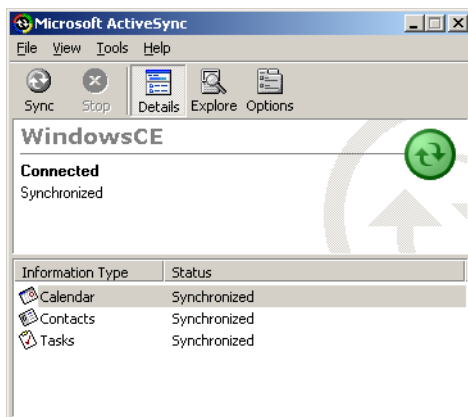 Microsoft ActiveSync
File View Tools Help
Sync Stop Details Explore Options
WindowsCE
Connected
Synchronized
Information Type Status
Calendar Synchronized
Contacts Synchronized
Tasks Synchronized